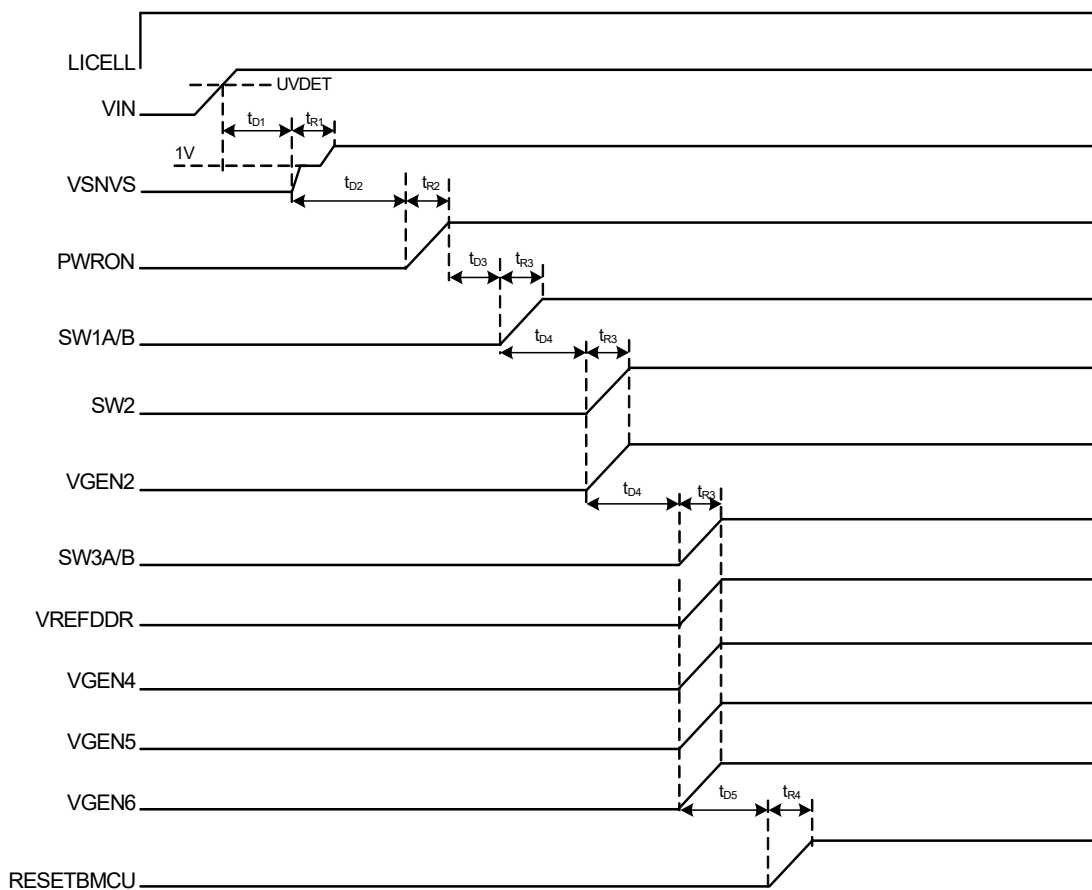 LICELL
UVDET
VIN
tD1 tR1
1V
VSNVS
tD2 tR2
PWRON
tD3 tR3
SW1A/B
tD4 tR3
SW2
VGEN2
tD4 tR3
SW3A/B
VREFDDR
VGEN4
VGEN5
VGEN6
tD5 tR4
RESETBMCU